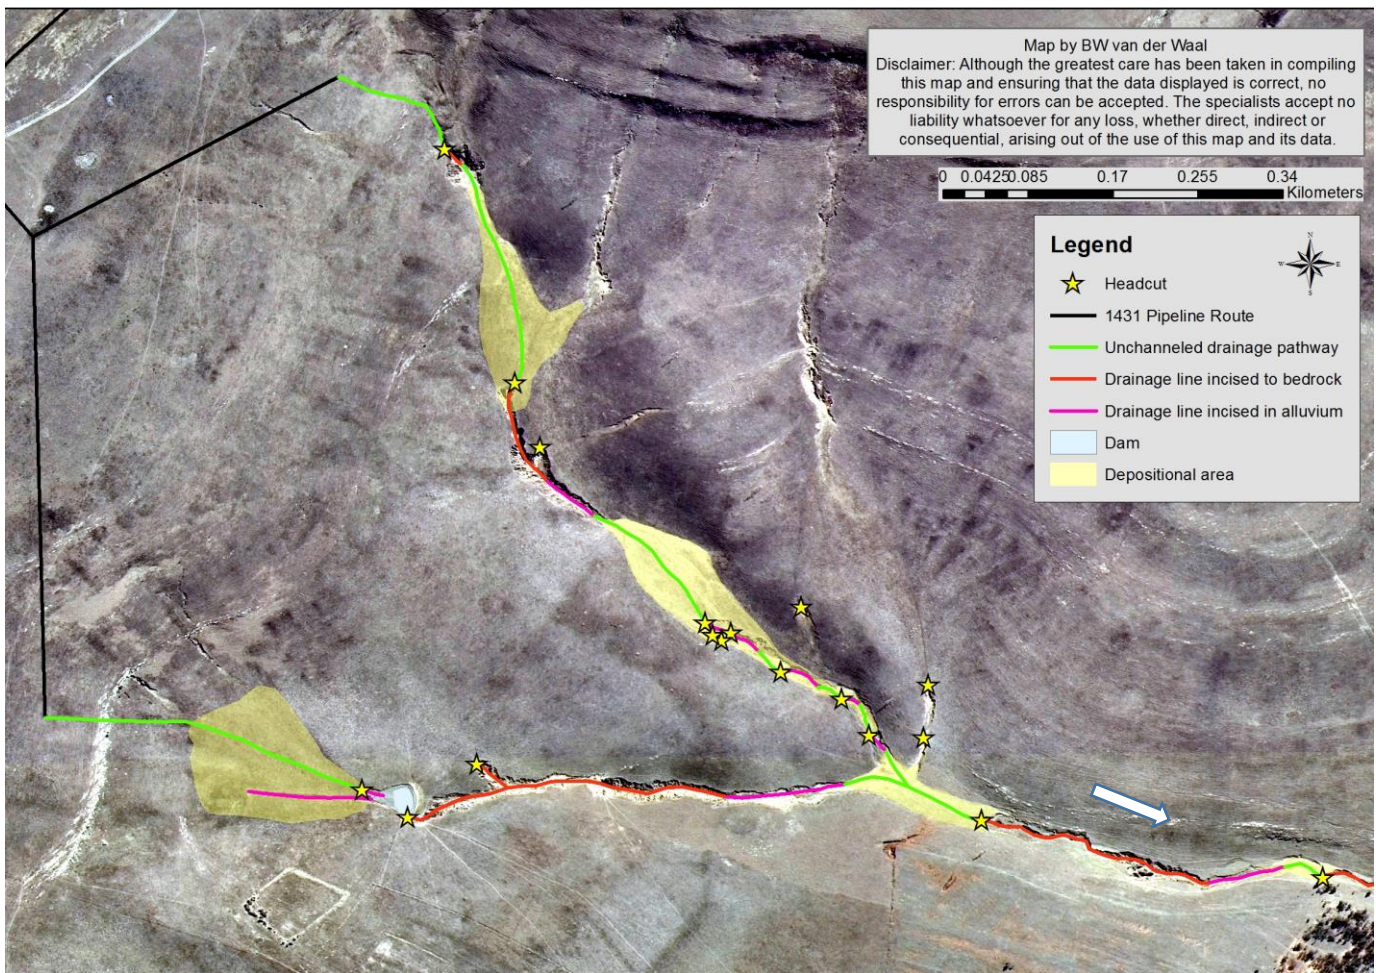 Map by BW van der Waal
Disclaimer: Although the greatest care has been taken in compiling
this map and ensuring that the data displayed is correct, no
responsibility for errors can be accepted. The specialists accept no
liability whatsoever for any loss, whether direct, indirect or
consequential, arising out of the use of this map and its data.
0 0.0425 0.085 0.17 0.255 0.34
Kilometers
Legend
N
W E
S
Headcut
1431 Pipeline Route
Unchanneled drainage pathway
Drainage line incised to bedrock
Drainage line incised in alluvium
Dam
Depositional area